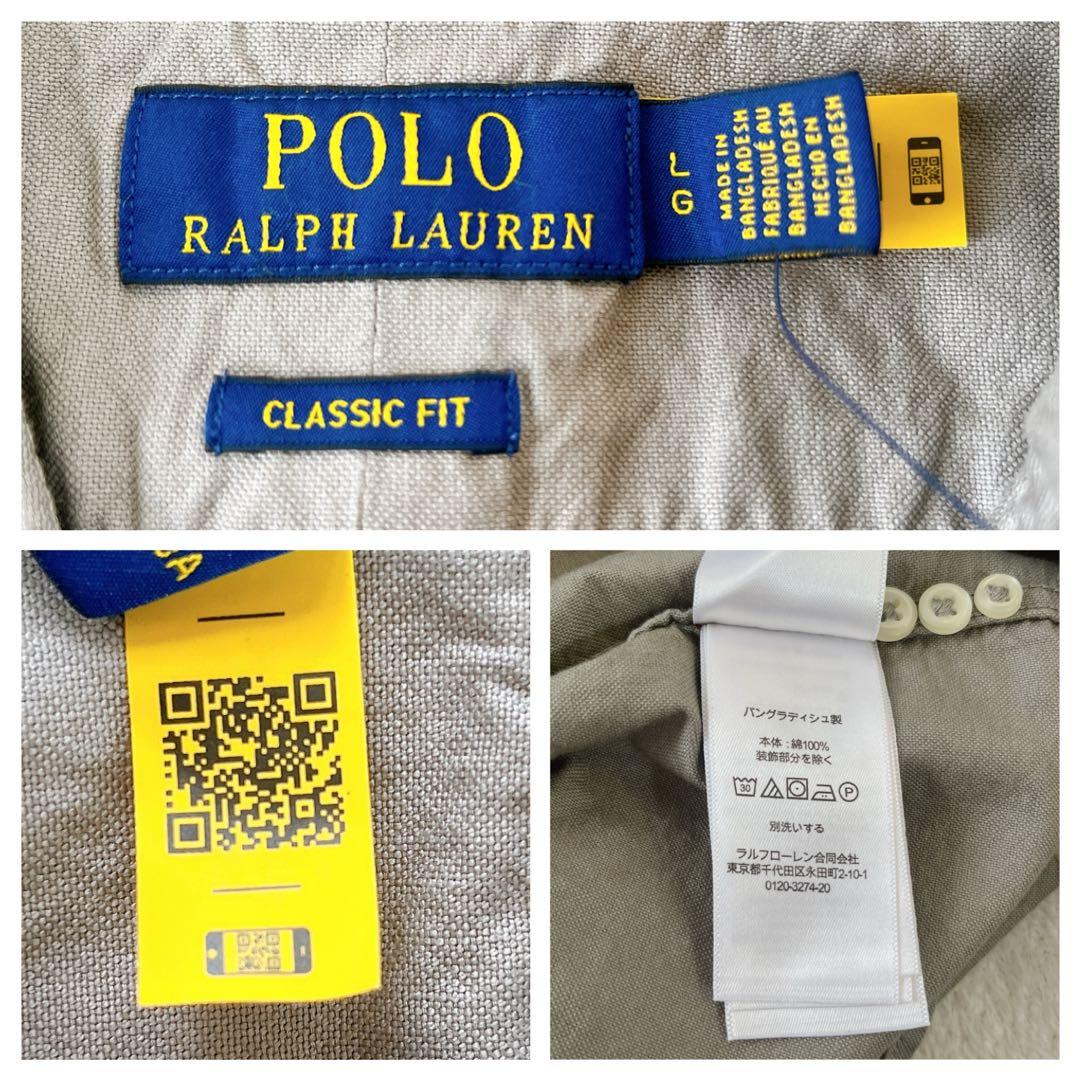 POLO
RALPH LAUREN
L
G
MADE IN
BANGLADESH
FABRIQUÉ AU
BANGLADESH
HECHO EN
BANGLADESH
CLASSIC FIT
バングラディシュ製
本体 : 綿100%
装飾部分を除く
30
P
別洗いする
ラルフローレン合同会社
東京都千代田区永田町2-10-1
0120-3274-20